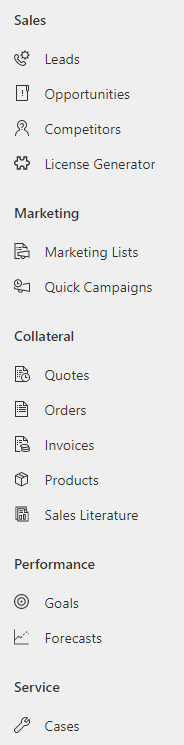 Sales
Leads
Opportunities
Competitors
License Generator
Marketing
Marketing Lists
Quick Campaigns
Collateral
Quotes
Orders
Invoices
Products
Sales Literature
Performance
Goals
Forecasts
Service
Cases